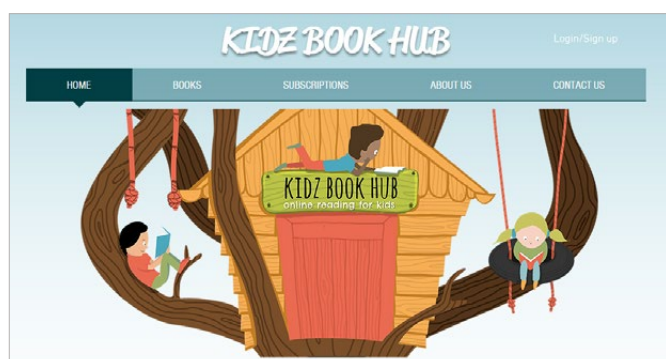 KIDZ BOOK HUB
Login/Sign up
HOME BOOKS SUBSCRIPTIONS ABOUT US CONTACT US
KIDZ BOOK HUB
online reading for kids